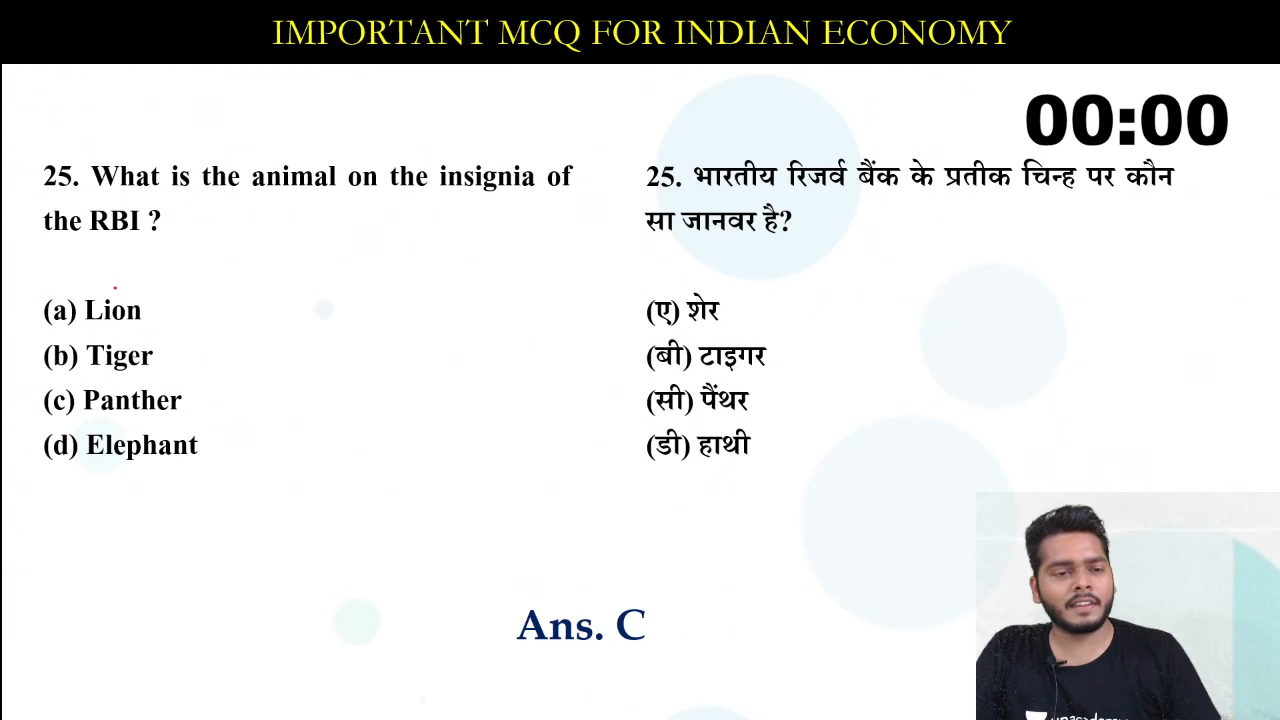 IMPORTANT MCQ FOR INDIAN ECONOMY
00:00
25. What is the animal on the insignia of
the RBI ?
(a) Lion
(b) Tiger
(c) Panther
(d) Elephant
25. भारतीय रिजर्व बैंक के प्रतीक चिन्ह पर कौन
सा जानवर है?
(ए) शेर
(बी) टाइगर
(सी) पैंथर
(डी) हाथी
Ans. C